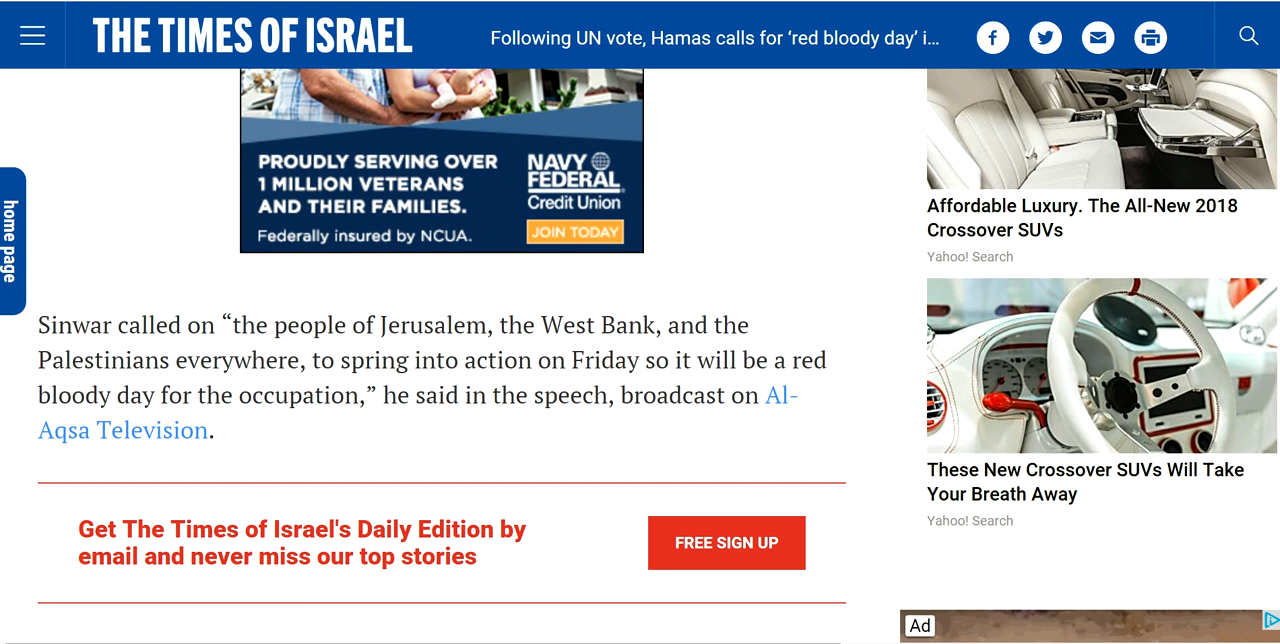 THE TIMES OF ISRAEL
Following UN vote, Hamas calls for ‘red bloody day’ i...
home page
PROUDLY SERVING OVER
1 MILLION VETERANS
AND THEIR FAMILIES.
Federally insured by NCUA.
NAVY
FEDERAL
Credit Union
JOIN TODAY
Sinwar called on “the people of Jerusalem, the West Bank, and the
Palestinians everywhere, to spring into action on Friday so it will be a red
bloody day for the occupation,” he said in the speech, broadcast on Al-
Aqsa Television.
Get The Times of Israel's Daily Edition by
email and never miss our top stories
FREE SIGN UP
Affordable Luxury. The All-New 2018
Crossover SUVs
Yahoo! Search
These New Crossover SUVs Will Take
Your Breath Away
Yahoo! Search
Ad